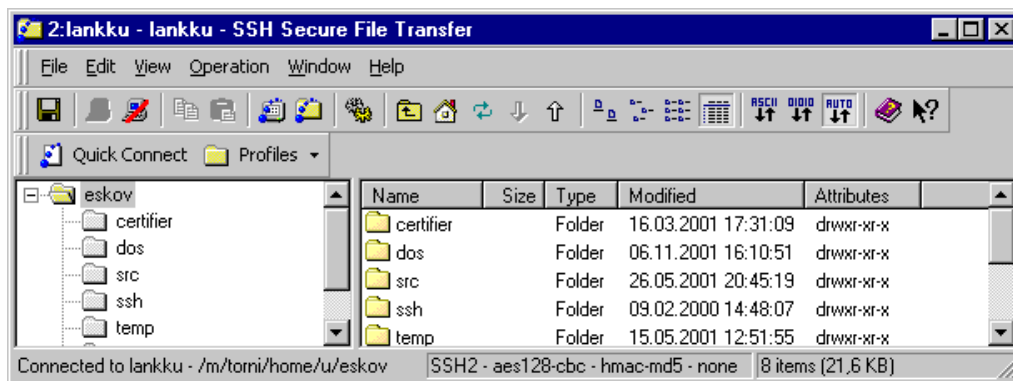 2:lankku - lankku - SSH Secure File Transfer
File Edit View Operation Window Help
ASCII 01010 AUTO
Quick Connect Profiles
eskov
certifier
dos
src
ssh
temp
Name Size Type Modified Attributes
certifier Folder 16.03.2001 17:31:09 drwxr-xr-x
dos Folder 06.11.2001 16:10:51 drwxr-xr-x
src Folder 26.05.2001 20:45:19 drwxr-xr-x
ssh Folder 09.02.2000 14:48:07 drwxr-xr-x
temp Folder 15.05.2001 12:51:55 drwxr-xr-x
Connected to lankku - /m/torni/home/u/eskov SSH2 - aes128-cbc - hmac-md5 - none 8 items (21,6 KB)